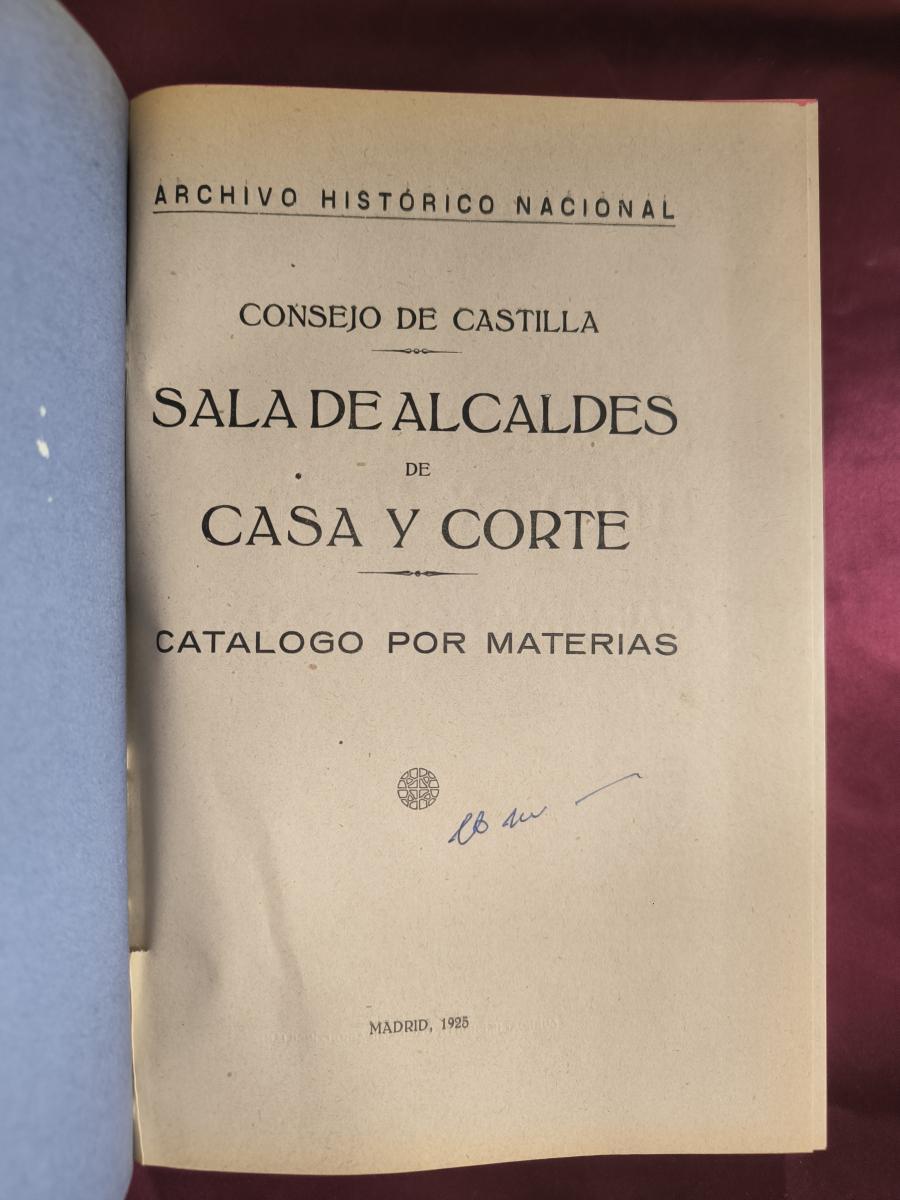 ARCHIVO HISTÓRICO NACIONAL
CONSEJO DE CASTILLA
SALA DE ALCALDES
DE
CASA Y CORTE
CATALOGO POR MATERIAS
MADRID, 1925